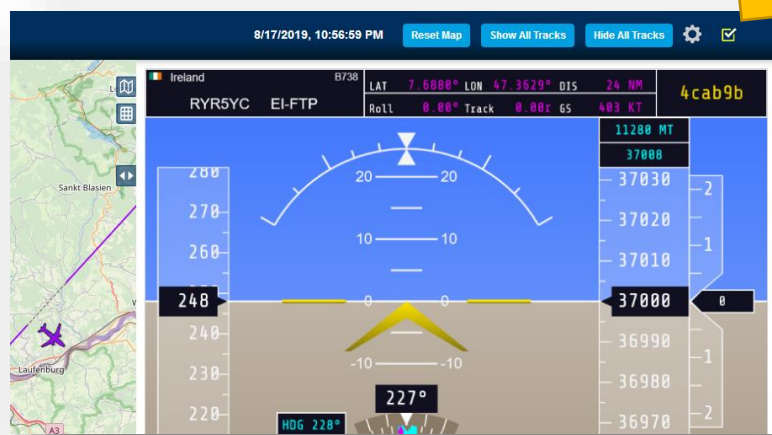 8/17/2019, 10:56:59 PM Reset Map Show All Tracks Hide All Tracks
Ireland B738
RYR5YC EI-FTP
LAT 7.6880° LON 47.3629° DIS 24 NM
Roll 0.00° Track 0.00r GS 403 KT
4cab9b
11280 MT
37008
Sankt Blasien
Laufenburg
A3
280
270
260
248
240
230
220
20 20
10 10
0 0
-10 -10
227°
HDG 228°
37030
37020
37010
37000
36990
36980
36970
2
1
0
1
2